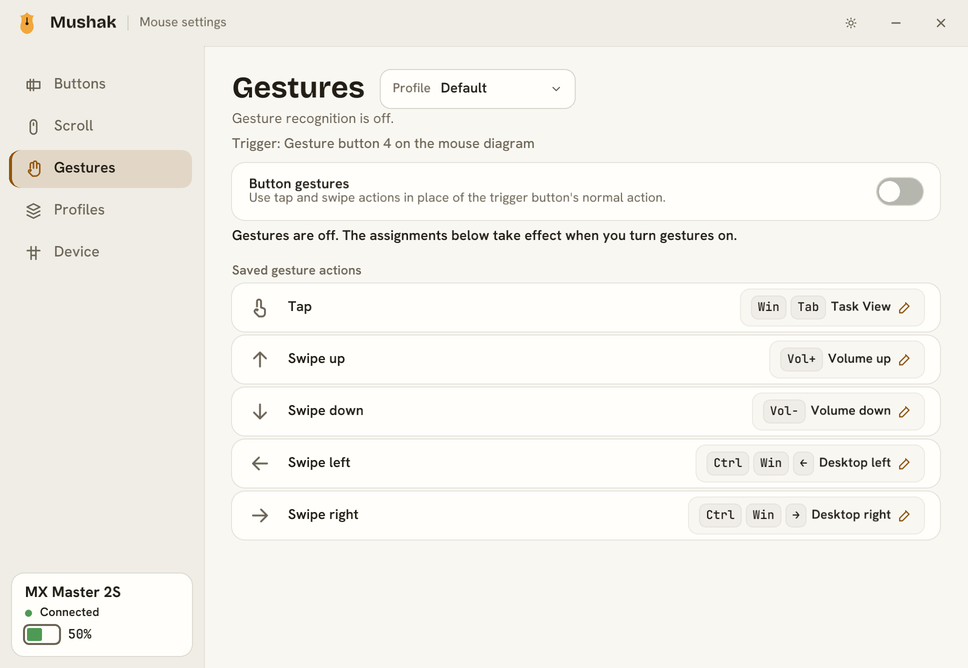 Mushak | Mouse settings
Buttons
Scroll
Gestures
Profiles
Device
MX Master 2S
Connected
50%
Gestures
Profile Default
Gesture recognition is off.
Trigger: Gesture button 4 on the mouse diagram
Button gestures
Use tap and swipe actions in place of the trigger button's normal action.
Gestures are off. The assignments below take effect when you turn gestures on.
Saved gesture actions
Tap Win Tab Task View
Swipe up Vol+ Volume up
Swipe down Vol- Volume down
Swipe left Ctrl Win ← Desktop left
Swipe right Ctrl Win → Desktop right